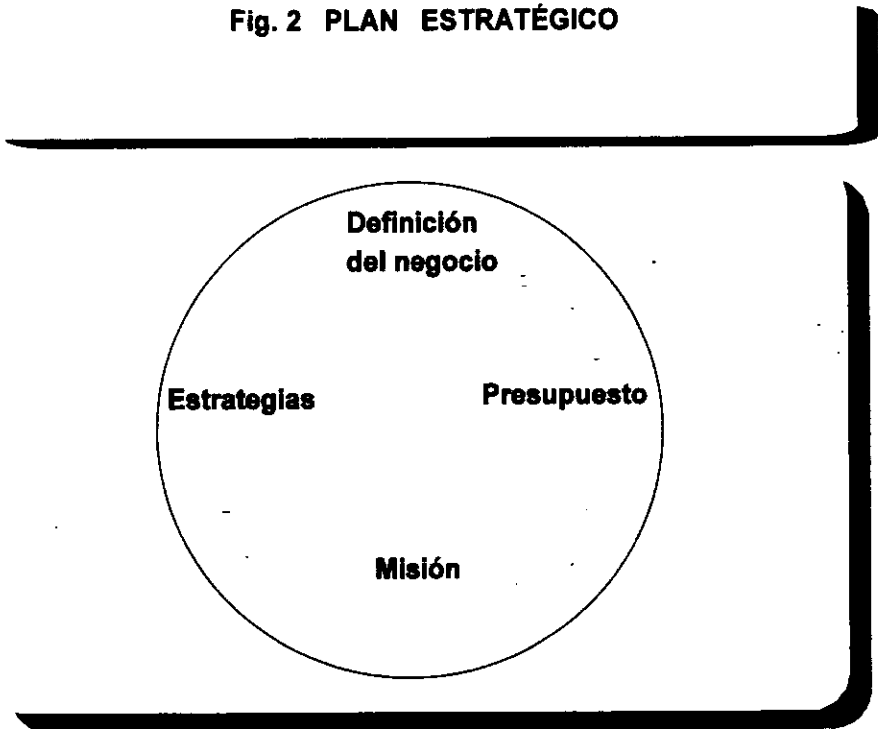 Fig. 2 PLAN ESTRATÉGICO
Definición
del negocio
Estrategias
Presupuesto
Misión